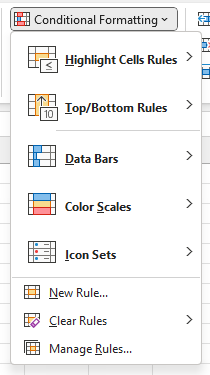 Conditional Formatting
Highlight Cells Rules
Top/Bottom Rules
10
Data Bars
Color Scales
Icon Sets
New Rule...
Clear Rules
Manage Rules...